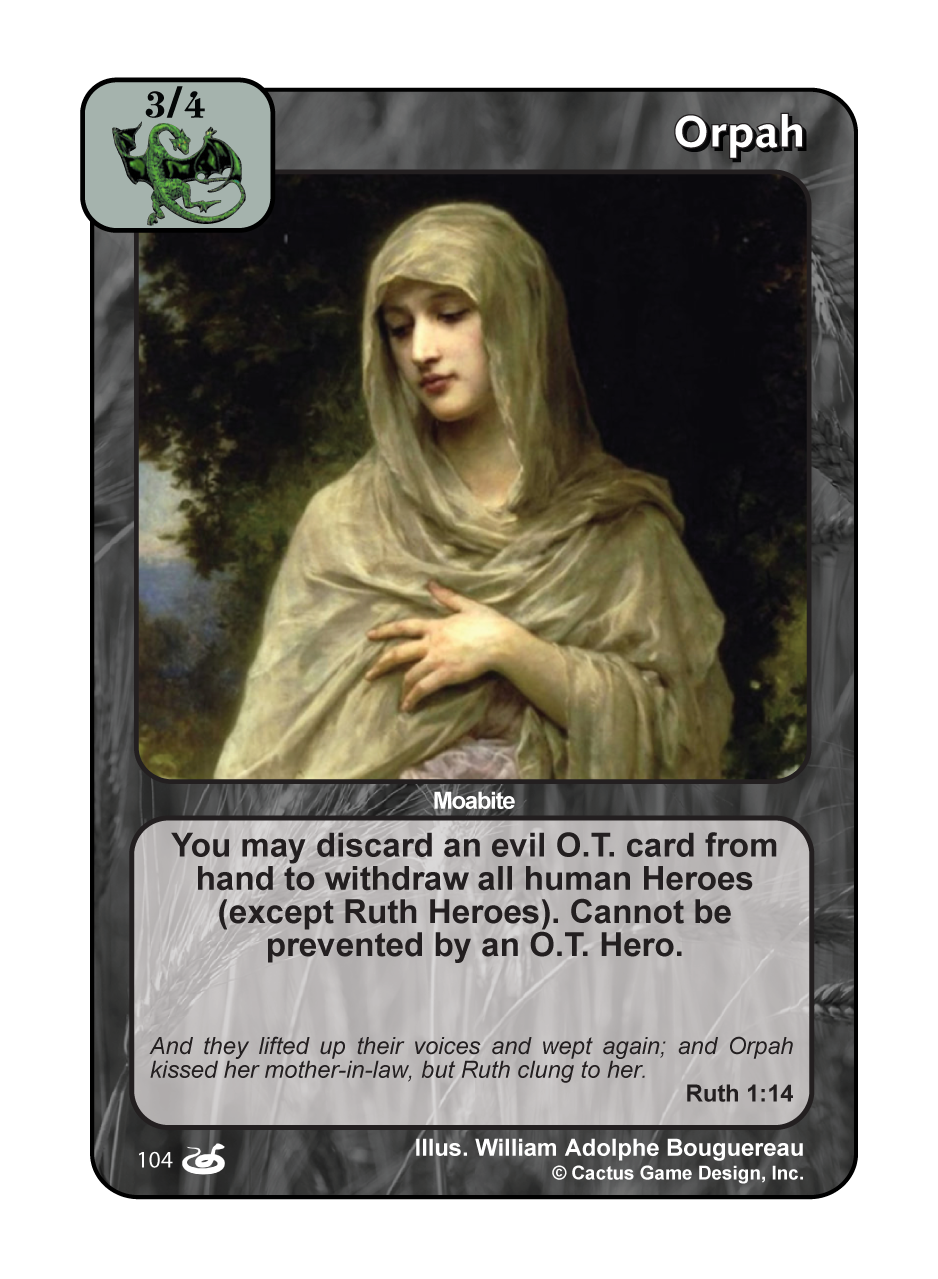 3/4
Orpah
Moabite
You may discard an evil O.T. card from
hand to withdraw all human Heroes
(except Ruth Heroes). Cannot be
prevented by an O.T. Hero.
And they lifted up their voices and wept again; and Orpah
kissed her mother-in-law, but Ruth clung to her.
Ruth 1:14
104
Illus. William Adolphe Bouguereau
© Cactus Game Design, Inc.